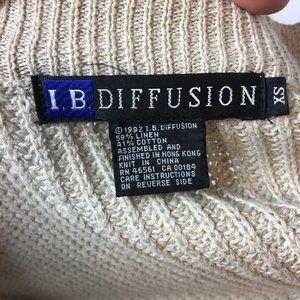 I.B. DIFFUSION
XS
©1992 I.B. DIFFUSION
59% LINEN
41% COTTON
ASSEMBLED AND
FINISHED IN HONG KONG
KNIT IN CHINA
RN 46561 CA 00184
CARE INSTRUCTIONS
ON REVERSE SIDE